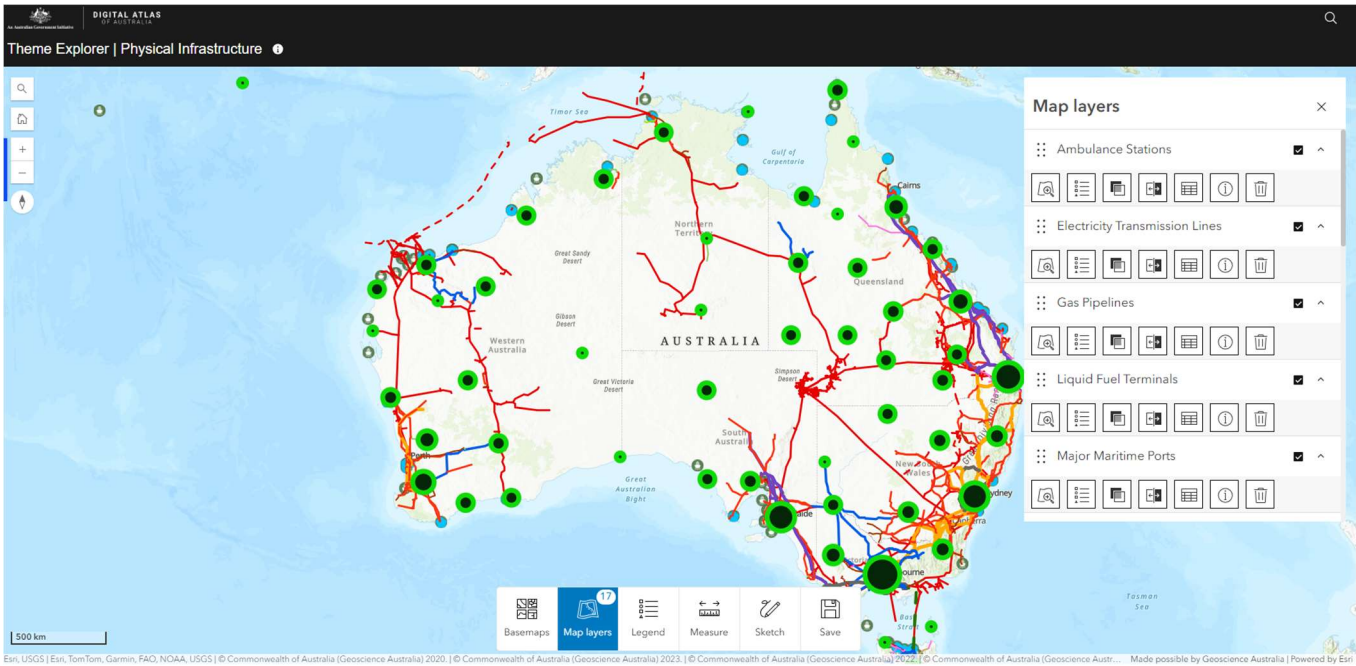 An Australian Government Initiative
DIGITAL ATLAS
OF AUSTRALIA
Theme Explorer | Physical Infrastructure
Map layers
Ambulance Stations
Electricity Transmission Lines
Gas Pipelines
Liquid Fuel Terminals
Major Maritime Ports
Timor Sea
Gulf of
Carpentaria
Cairns
Northern
Great Sandy
Desert
Queensland
Gibson
Desert
Western
Australia
AUSTRALIA
Great Victoria
Desert
Simpson
Desert
South
Australia
Perth
Great
Australian
Bight
New South
Wales
Tasman
Sea
500 km
Basemaps
17
Map layers
Legend
Measure
Sketch
Save
Esri, USGS | Esri, TomTom, Garmin, FAO, NOAA, USGS | © Commonwealth of Australia (Geoscience Australia) 2020. | © Commonwealth of Australia (Geoscience Australia) 2023. | © Commonwealth of Australia (Geoscience Australia) 2022. | © Commonwealth of Australia (Geoscience Austr... Made possible by Geoscience Australia | Powered by Esri